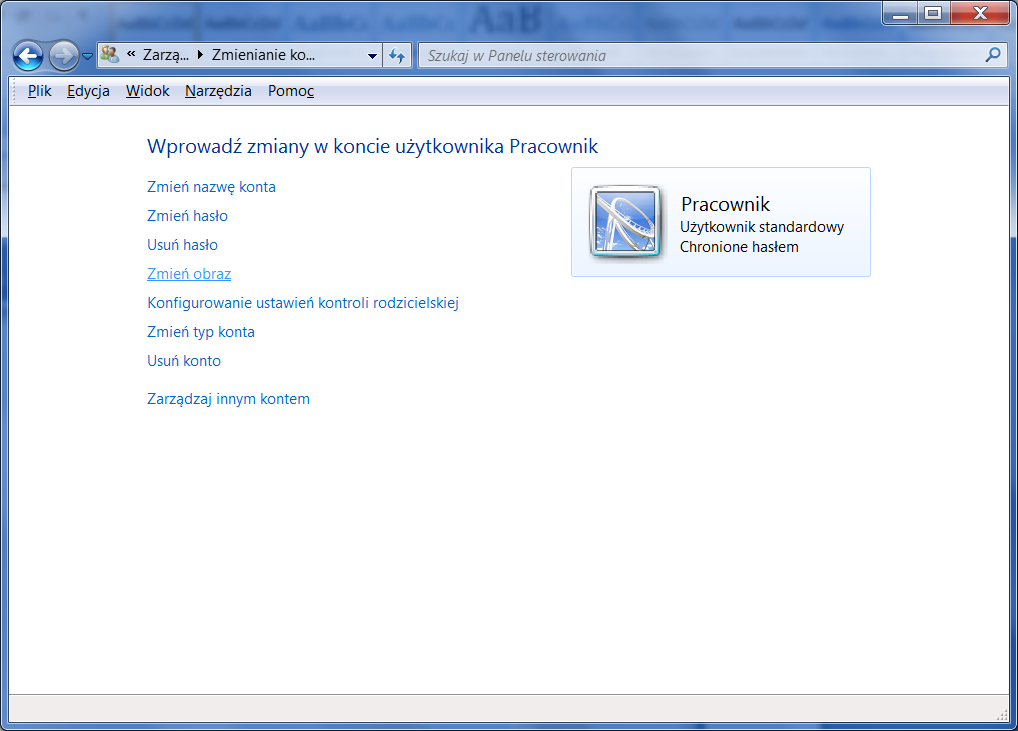 AaB
« Zarzą... Zmienianie ko...
Szukaj w Panelu sterowania
Plik Edycja Widok Narzędzia Pomoc
Wprowadź zmiany w koncie użytkownika Pracownik
Zmień nazwę konta
Zmień hasło
Usuń hasło
Zmień obraz
Konfigurowanie ustawień kontroli rodzicielskiej
Zmień typ konta
Usuń konto
Zarządzaj innym kontem
Pracownik
Użytkownik standardowy
Chronione hasłem